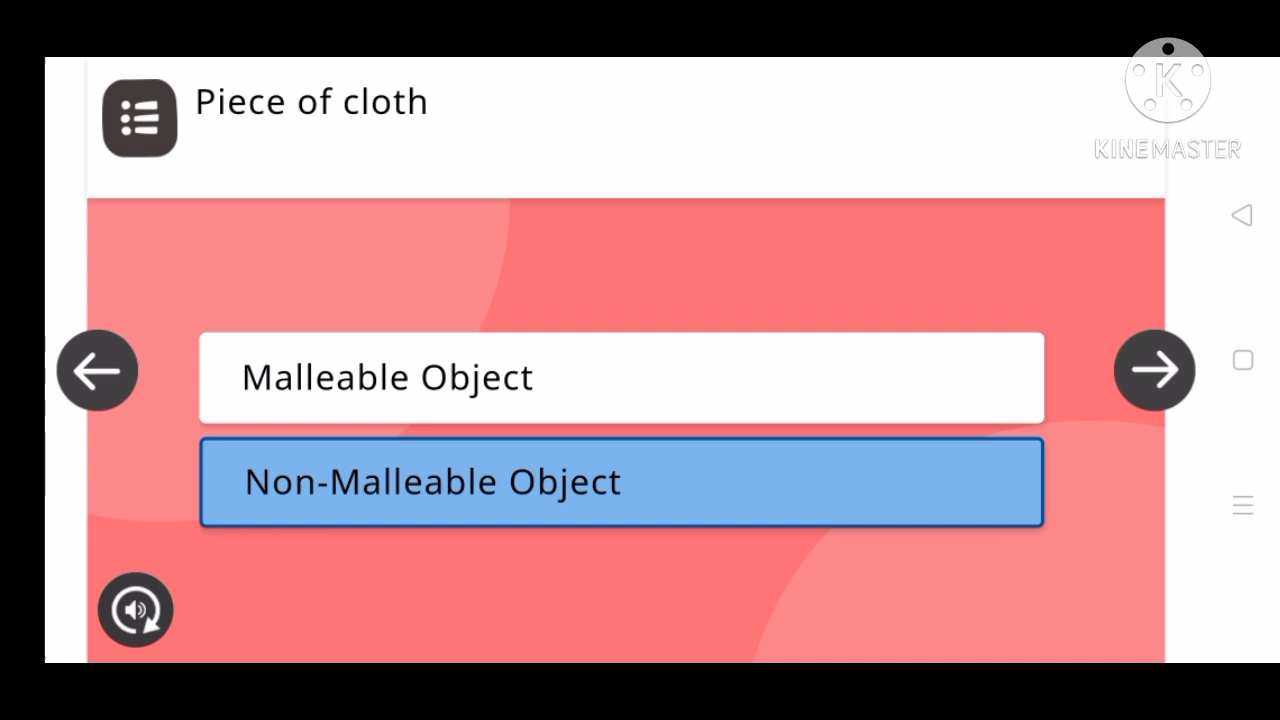 Piece of cloth
K
KINEMASTER
Malleable Object
Non-Malleable Object